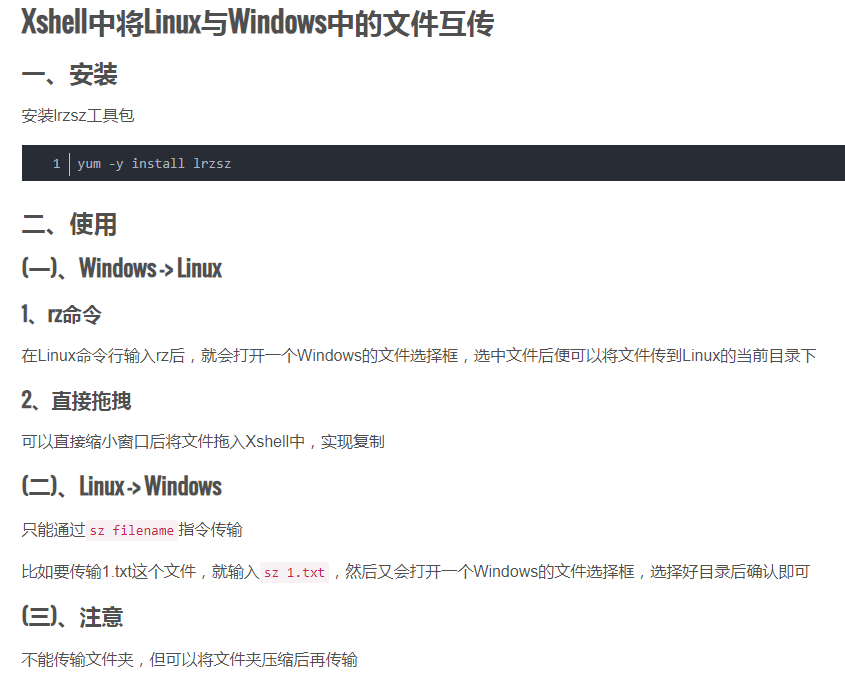 Xshell中将Linux与Windows中的文件互传
一、安装
安装lrzsz工具包
1 yum -y install lrzsz
二、使用
(一)、Windows -> Linux
1、rz命令
在Linux命令行输入rz后，就会打开一个Windows的文件选择框，选中文件后便可以将文件传到Linux的当前目录下
2、直接拖拽
可以直接缩小窗口后将文件拖入Xshell中，实现复制
(二)、Linux -> Windows
只能通过 sz filename 指令传输
比如要传输1.txt这个文件，就输入 sz 1.txt ，然后又会打开一个Windows的文件选择框，选择好目录后确认即可
(三)、注意
不能传输文件夹，但可以将文件夹压缩后再传输